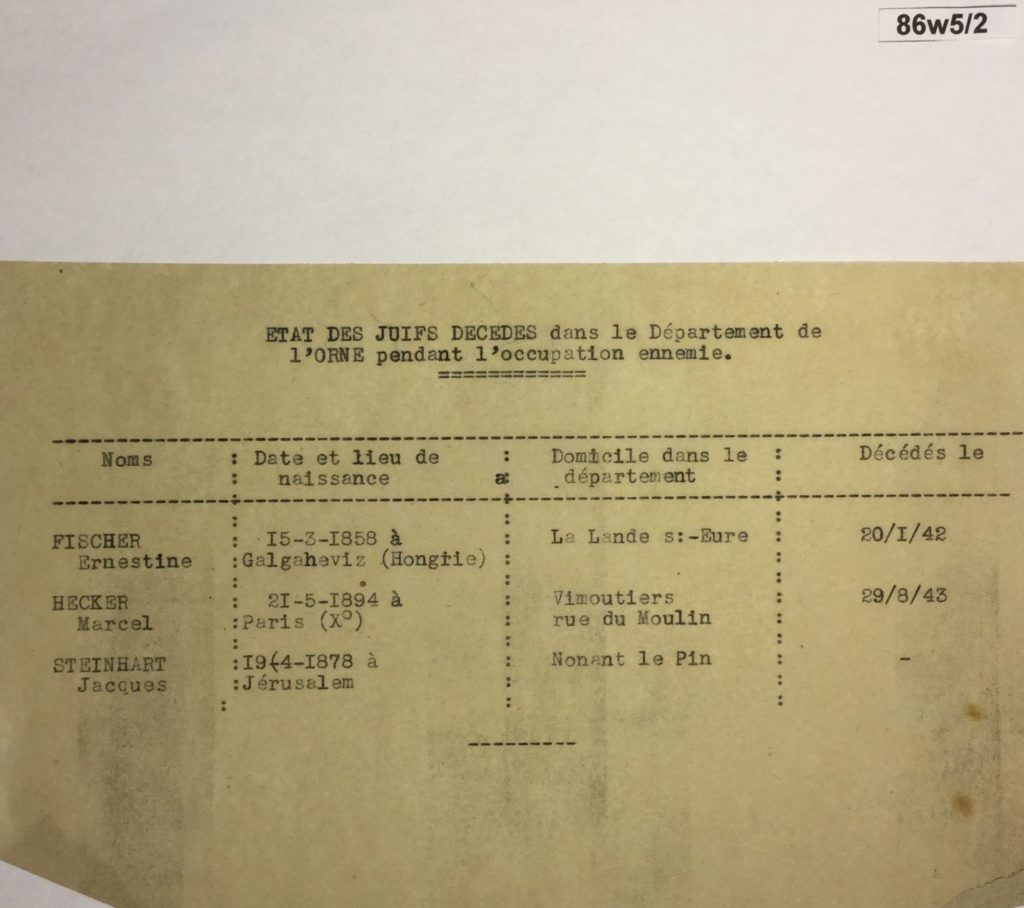 86w5/2
ETAT DES JUIFS DECEDES dans le Département de
l'ORNE pendant l'occupation ennemie.
============
Noms : Date et lieu de : Domicile dans le : Décédés le
: naissance département :
FISCHER : I5-3-I858 à : La Lande s:-Eure : 20/I/42
Ernestine :Galgaheviz (Hongrie) : :
HECKER : 2I-5-I894 à : Vimoutiers : 29/8/43
Marcel :Paris (X°) : rue du Moulin :
STEINHART :I9(4-I878 à : Nonant le Pin : -
Jacques :Jérusalem : :